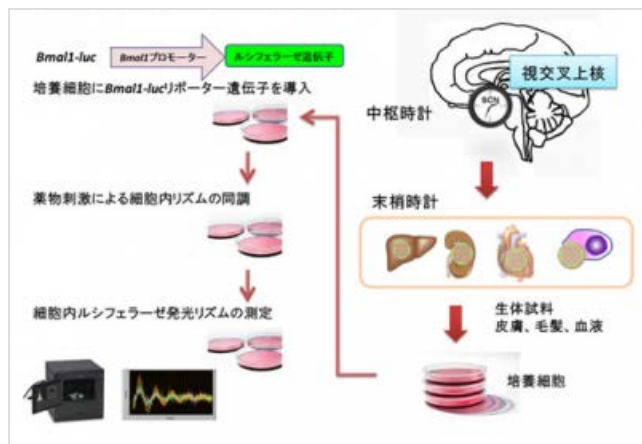 Bmal1-luc
Bmal1プロモーター
ルシフェラーゼ遺伝子
培養細胞にBmal1-lucリポーター遺伝子を導入
薬物刺激による細胞内リズムの同調
細胞内ルシフェラーゼ発光リズムの測定
視交叉上核
SCN
中枢時計
末梢時計
生体試料
皮膚、毛髪、血液
培養細胞